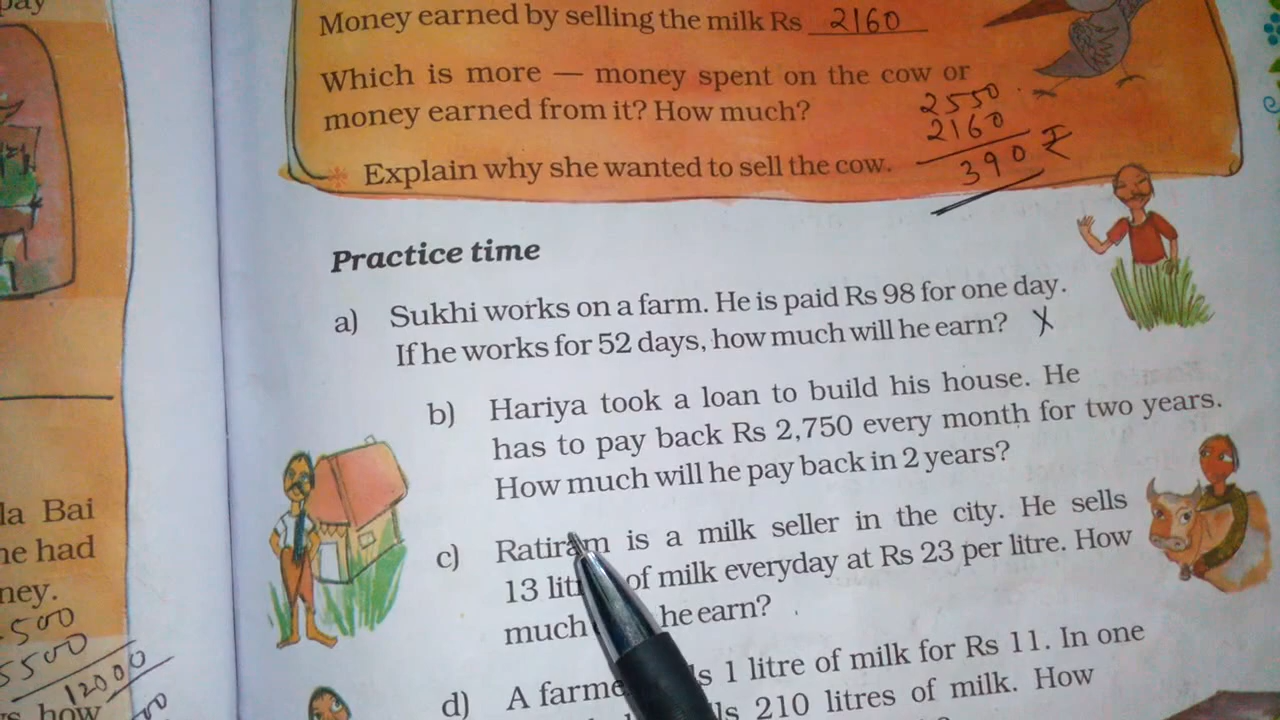 pay
Money earned by selling the milk Rs 2160
Which is more — money spent on the cow or
money earned from it? How much?
2550
2160
390 ₹
* Explain why she wanted to sell the cow.
Practice time
a) Sukhi works on a farm. He is paid Rs 98 for one day.
If he works for 52 days, how much will he earn? X
b) Hariya took a loan to build his house. He
has to pay back Rs 2,750 every month for two years.
How much will he pay back in 2 years?
c) Ratiram is a milk seller in the city. He sells
13 of milk everyday at Rs 23 per litre. How
much he earn?
d) A 1 litre of milk for Rs 11. In one
210 litres of milk. How
la Bai
he had
ney.
500
5500
12000
how